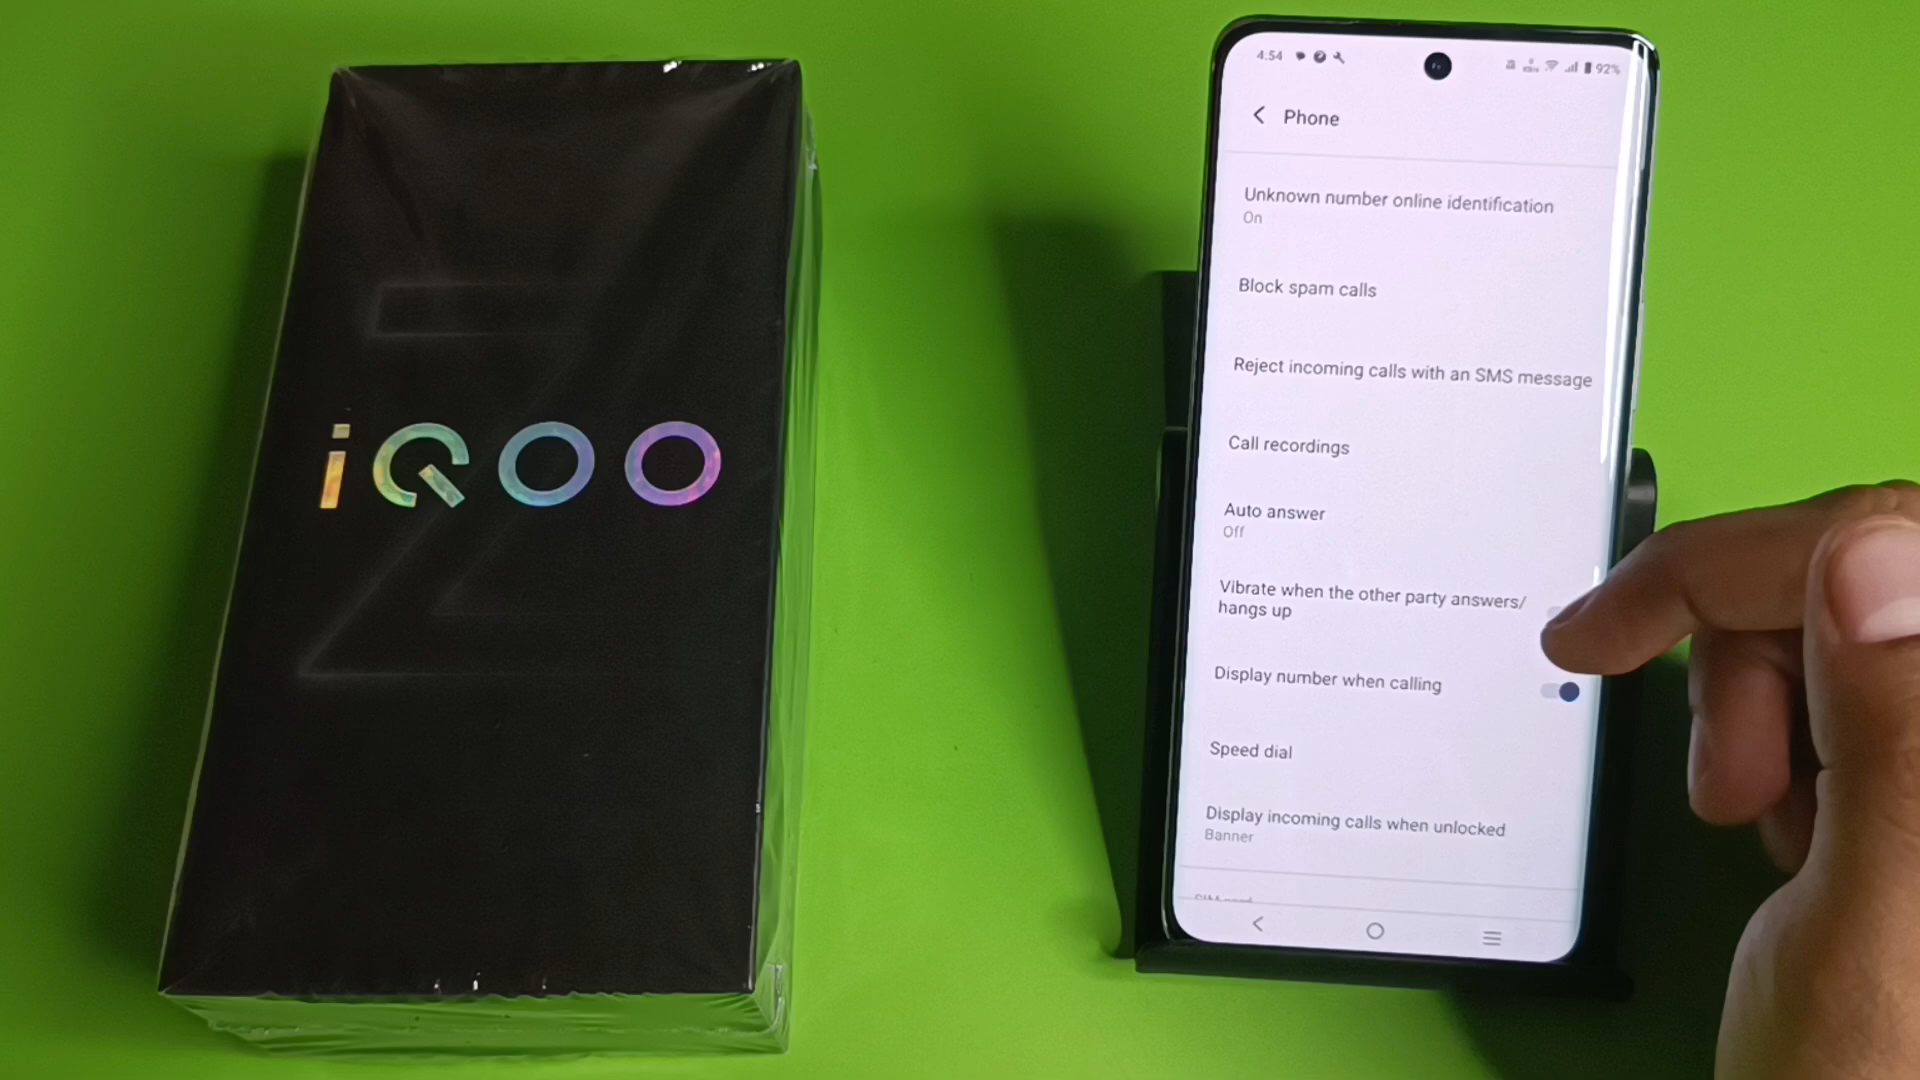 iQOO
4:54
92%
Phone
Unknown number online identification
On
Block spam calls
Reject incoming calls with an SMS message
Call recordings
Auto answer
Off
Vibrate when the other party answers/
hangs up
Display number when calling
Speed dial
Display incoming calls when unlocked
Banner